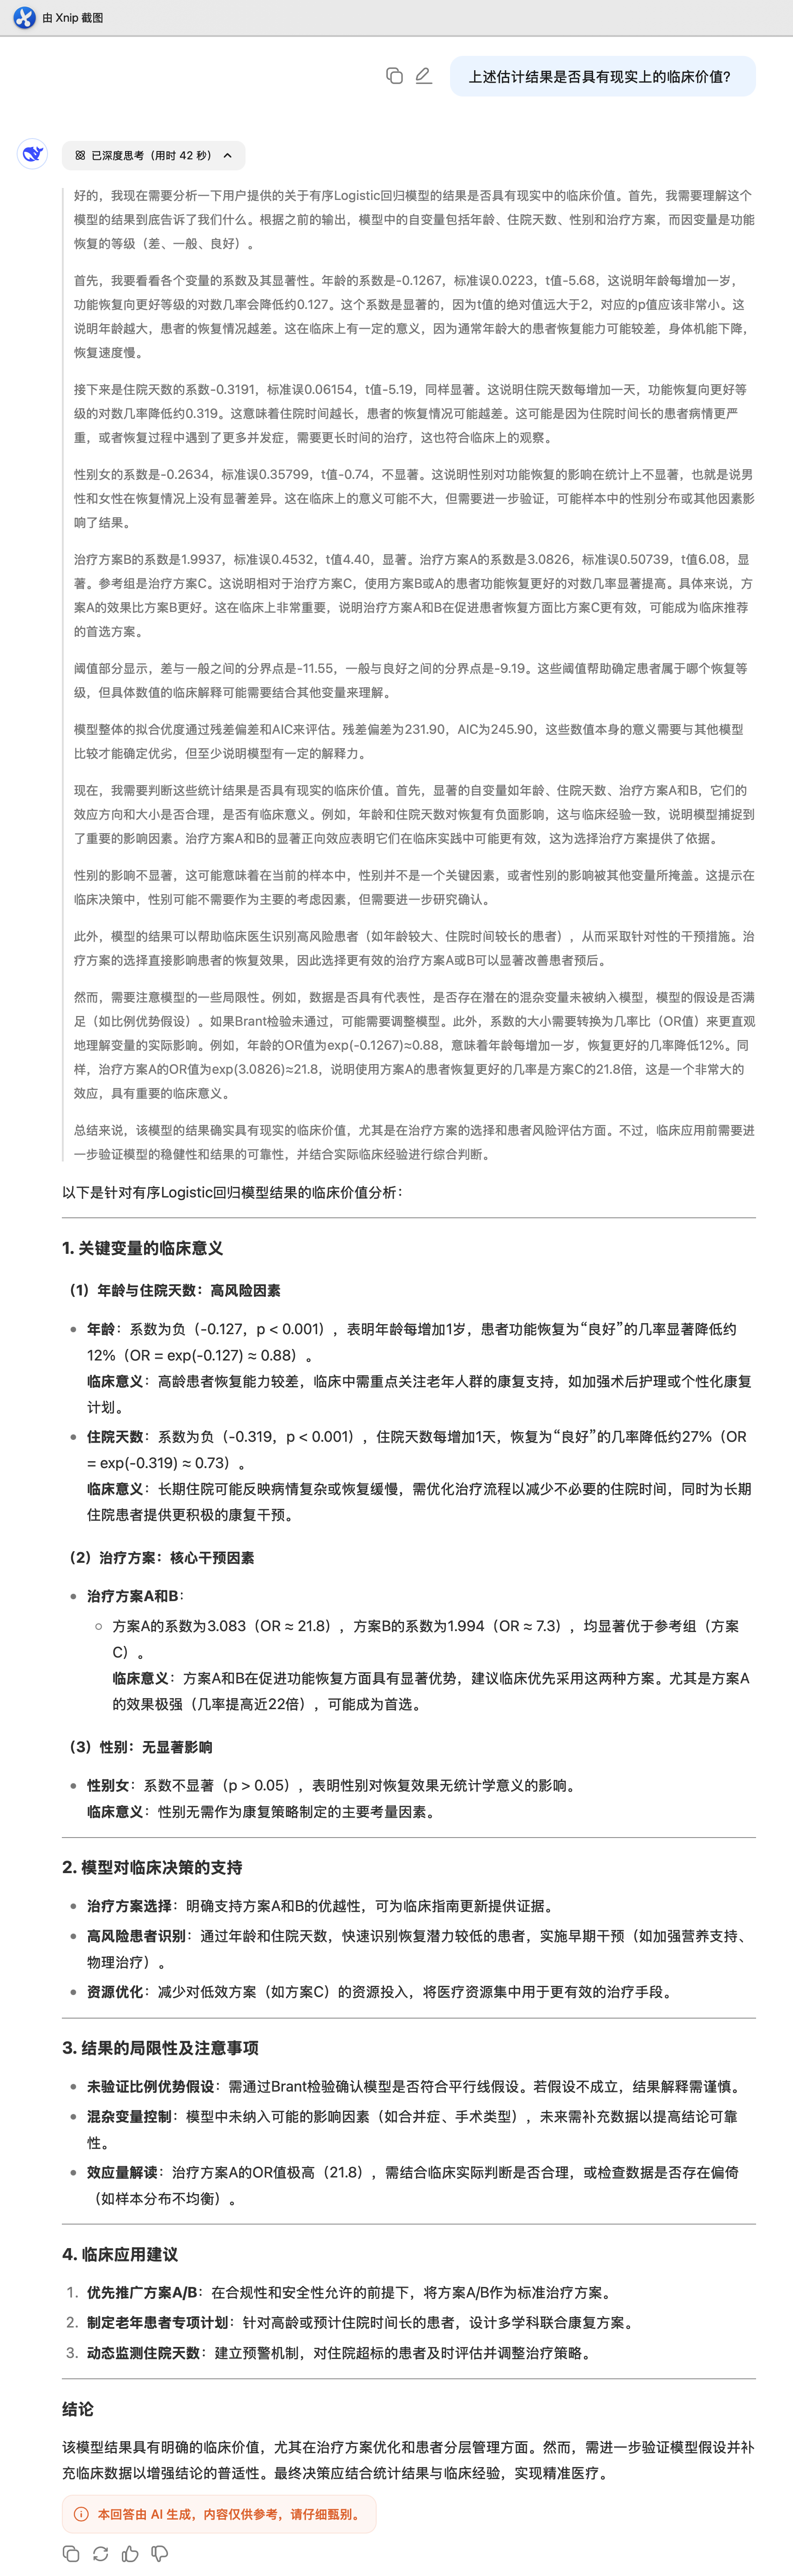 由 Xnip 截图
上述估计结果是否具有现实上的临床价值?
已深度思考（用时 42 秒）
好的，我现在需要分析一下用户提供的关于有序Logistic回归模型的结果是否具有现实中的临床价值。首先，我需要理解这个
模型的结果到底告诉了我们什么。根据之前的输出，模型中的自变量包括年龄、住院天数、性别和治疗方案，而因变量是功能
恢复的等级（差、一般、良好）。
首先，我要看看各个变量的系数及其显著性。年龄的系数是-0.1267，标准误0.0223，t值-5.68，这说明年龄每增加一岁，
功能恢复向更好等级的对数几率会降低约0.127。这个系数是显著的，因为t值的绝对值远大于2，对应的p值应该非常小。这
说明年龄越大，患者的恢复情况越差。这在临床上有一定的意义，因为通常年龄大的患者恢复能力可能较差，身体机能下降，
恢复速度慢。
接下来是住院天数的系数-0.3191，标准误0.06154，t值-5.19，同样显著。这说明住院天数每增加一天，功能恢复向更好等
级的对数几率降低约0.319。这意味着住院时间越长，患者的恢复情况可能越差。这可能是因为住院时间长的患者病情更严
重，或者恢复过程中遇到了更多并发症，需要更长时间的治疗，这也符合临床上的观察。
性别女的系数是-0.2634，标准误0.35799，t值-0.74，不显著。这说明性别对功能恢复的影响在统计上不显著，也就是说男
性和女性在恢复情况上没有显著差异。这在临床上的意义可能不大，但需要进一步验证，可能样本中的性别分布或其他因素影
响了结果。
治疗方案B的系数是1.9937，标准误0.4532，t值4.40，显著。治疗方案A的系数是3.0826，标准误0.50739，t值6.08，显
著。参考组是治疗方案C。这说明相对于治疗方案C，使用方案B或A的患者功能恢复更好的对数几率显著提高。具体来说，方
案A的效果比方案B更好。这在临床上非常重要，说明治疗方案A和B在促进患者恢复方面比方案C更有效，可能成为临床推荐
的首选方案。
阈值部分显示，差与一般之间的分界点是-11.55，一般与良好之间的分界点是-9.19。这些阈值帮助确定患者属于哪个恢复等
级，但具体数值的临床解释可能需要结合其他变量来理解。
模型整体的拟合优度通过残差偏差和AIC来评估。残差偏差为231.90，AIC为245.90，这些数值本身的意义需要与其他模型
比较才能确定优劣，但至少说明模型有一定的解释力。
现在，我需要判断这些统计结果是否具有现实的临床价值。首先，显著的自变量如年龄、住院天数、治疗方案A和B，它们的
效应方向和大小是否合理，是否有临床意义。例如，年龄和住院天数对恢复有负面影响，这与临床经验一致，说明模型捕捉到
了重要的影响因素。治疗方案A和B的显著正向效应表明它们在临床实践中可能更有效，这为选择治疗方案提供了依据。
性别的影响不显著，这可能意味着在当前的样本中，性别并不是一个关键因素，或者性别的影响被其他变量所掩盖。这提示在
临床决策中，性别可能不需要作为主要的考虑因素，但需要进一步研究确认。
此外，模型的结果可以帮助临床医生识别高风险患者（如年龄较大、住院时间较长的患者），从而采取针对性的干预措施。治
疗方案的选择直接影响患者的恢复效果，因此选择更有效的治疗方案A或B可以显著改善患者预后。
然而，需要注意模型的一些局限性。例如，数据是否具有代表性，是否存在潜在的混杂变量未被纳入模型，模型的假设是否满
足（如比例优势假设）。如果Brant检验未通过，可能需要调整模型。此外，系数的大小需要转换为几率比（OR值）来更直观
地理解变量的实际影响。例如，年龄的OR值为exp(-0.1267)≈0.88，意味着年龄每增加一岁，恢复更好的几率降低12%。同
样，治疗方案A的OR值为exp(3.0826)≈21.8，说明使用方案A的患者恢复更好的几率是方案C的21.8倍，这是一个非常大的
效应，具有重要的临床意义。
总结来说，该模型的结果确实具有现实的临床价值，尤其是在治疗方案的选择和患者风险评估方面。不过，临床应用前需要进
一步验证模型的稳健性和结果的可靠性，并结合实际临床经验进行综合判断。
以下是针对有序Logistic回归模型结果的临床价值分析：
1. 关键变量的临床意义
（1）年龄与住院天数：高风险因素
年龄：系数为负（-0.127，p < 0.001），表明年龄每增加1岁，患者功能恢复为“良好”的几率显著降低约
12%（OR = exp(-0.127) ≈ 0.88）。
临床意义：高龄患者恢复能力较差，临床中需重点关注老年人群的康复支持，如加强术后护理或个性化康复
计划。
住院天数：系数为负（-0.319，p < 0.001），住院天数每增加1天，恢复为“良好”的几率降低约27%（OR
= exp(-0.319) ≈ 0.73）。
临床意义：长期住院可能反映病情复杂或恢复缓慢，需优化治疗流程以减少不必要的住院时间，同时为长期
住院患者提供更积极的康复干预。
（2）治疗方案：核心干预因素
治疗方案A和B：
方案A的系数为3.083（OR ≈ 21.8），方案B的系数为1.994（OR ≈ 7.3），均显著优于参考组（方案
C）。
临床意义：方案A和B在促进功能恢复方面具有显著优势，建议临床优先采用这两种方案。尤其是方案A
的效果极强（几率提高近22倍），可能成为首选。
（3）性别：无显著影响
性别女：系数不显著（p > 0.05），表明性别对恢复效果无统计学意义的影响。
临床意义：性别无需作为康复策略制定的主要考量因素。
2. 模型对临床决策的支持
治疗方案选择：明确支持方案A和B的优越性，可为临床指南更新提供证据。
高风险患者识别：通过年龄和住院天数，快速识别恢复潜力较低的患者，实施早期干预（如加强营养支持、
物理治疗）。
资源优化：减少对低效方案（如方案C）的资源投入，将医疗资源集中用于更有效的治疗手段。
3. 结果的局限性及注意事项
未验证比例优势假设：需通过Brant检验确认模型是否符合平行线假设。若假设不成立，结果解释需谨慎。
混杂变量控制：模型中未纳入可能的影响因素（如合并症、手术类型），未来需补充数据以提高结论可靠
性。
效应量解读：治疗方案A的OR值极高（21.8），需结合临床实际判断是否合理，或检查数据是否存在偏倚
（如样本分布不均衡）。
4. 临床应用建议
1. 优先推广方案A/B：在合规性和安全性允许的前提下，将方案A/B作为标准治疗方案。
2. 制定老年患者专项计划：针对高龄或预计住院时间长的患者，设计多学科联合康复方案。
3. 动态监测住院天数：建立预警机制，对住院超标的患者及时评估并调整治疗策略。
结论
该模型结果具有明确的临床价值，尤其在治疗方案优化和患者分层管理方面。然而，需进一步验证模型假设并补
充临床数据以增强结论的普适性。最终决策应结合统计结果与临床经验，实现精准医疗。
本回答由 AI 生成，内容仅供参考，请仔细甄别。